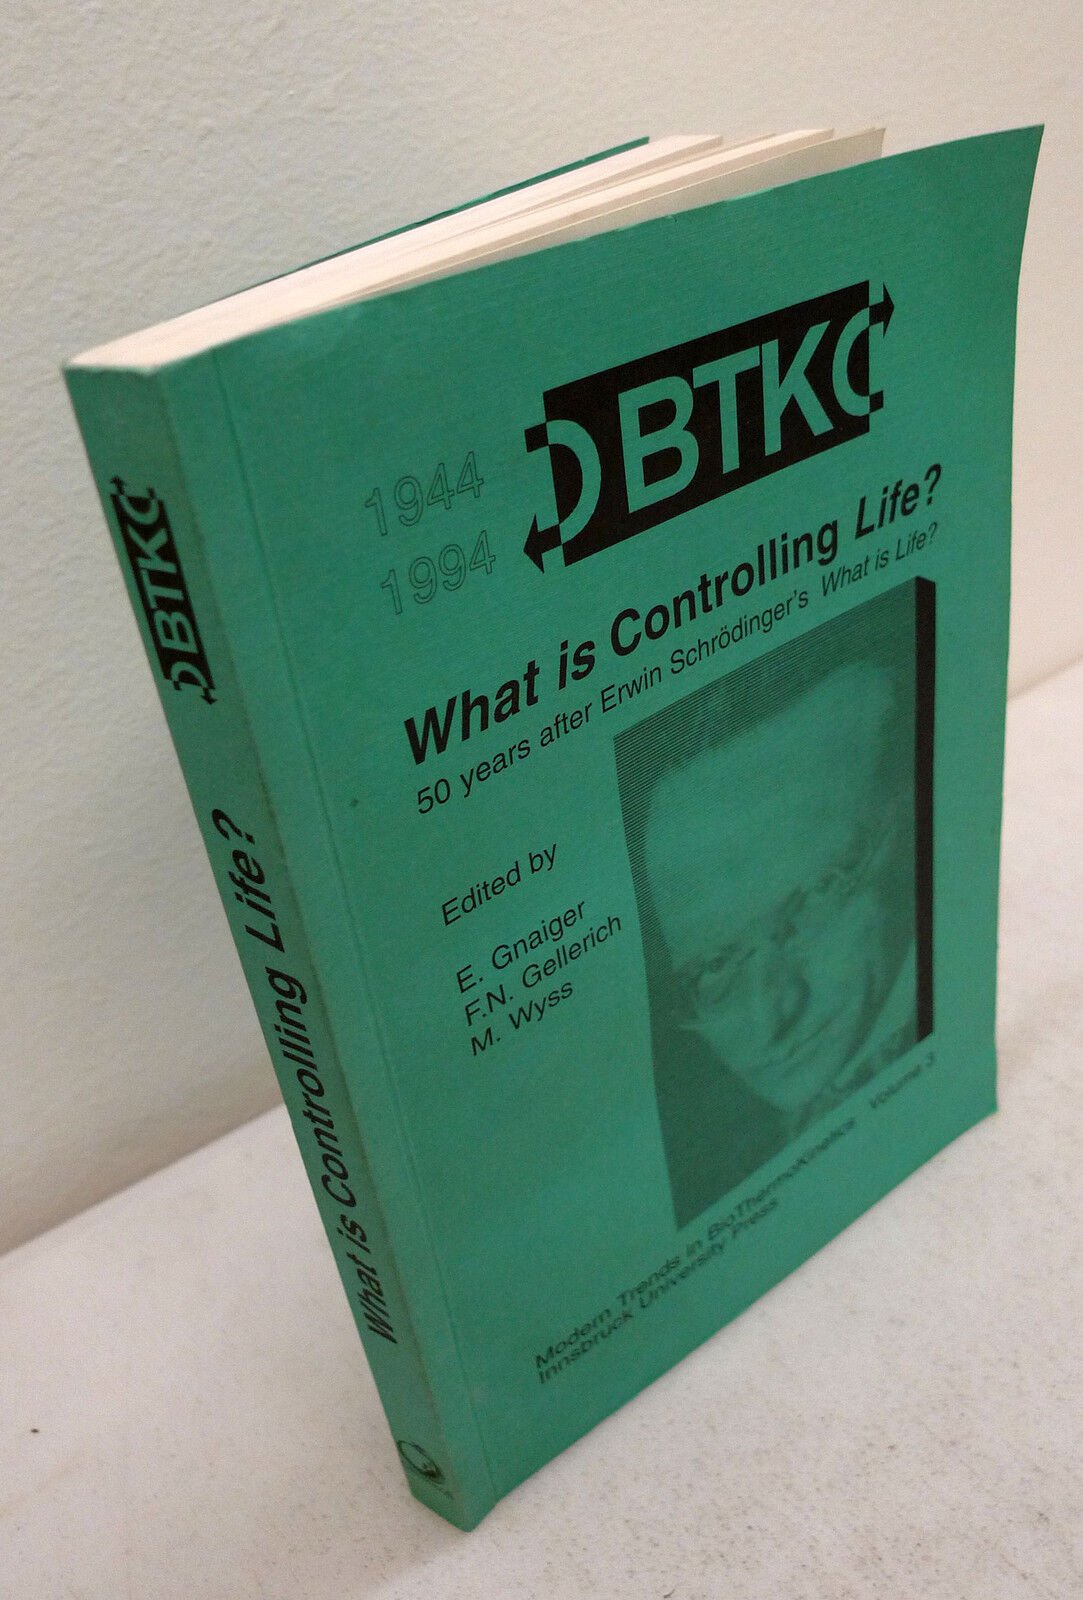 1944
1994
BTK
What is Controlling Life?
50 years after Erwin Schrödinger's What is Life?
Edited by
E. Gnaiger
F.N. Gellerich
M. Wyss
Modern Trends in BioThermoKinetics Volume 3
Innsbruck University Press
BTK
What is Controlling Life?